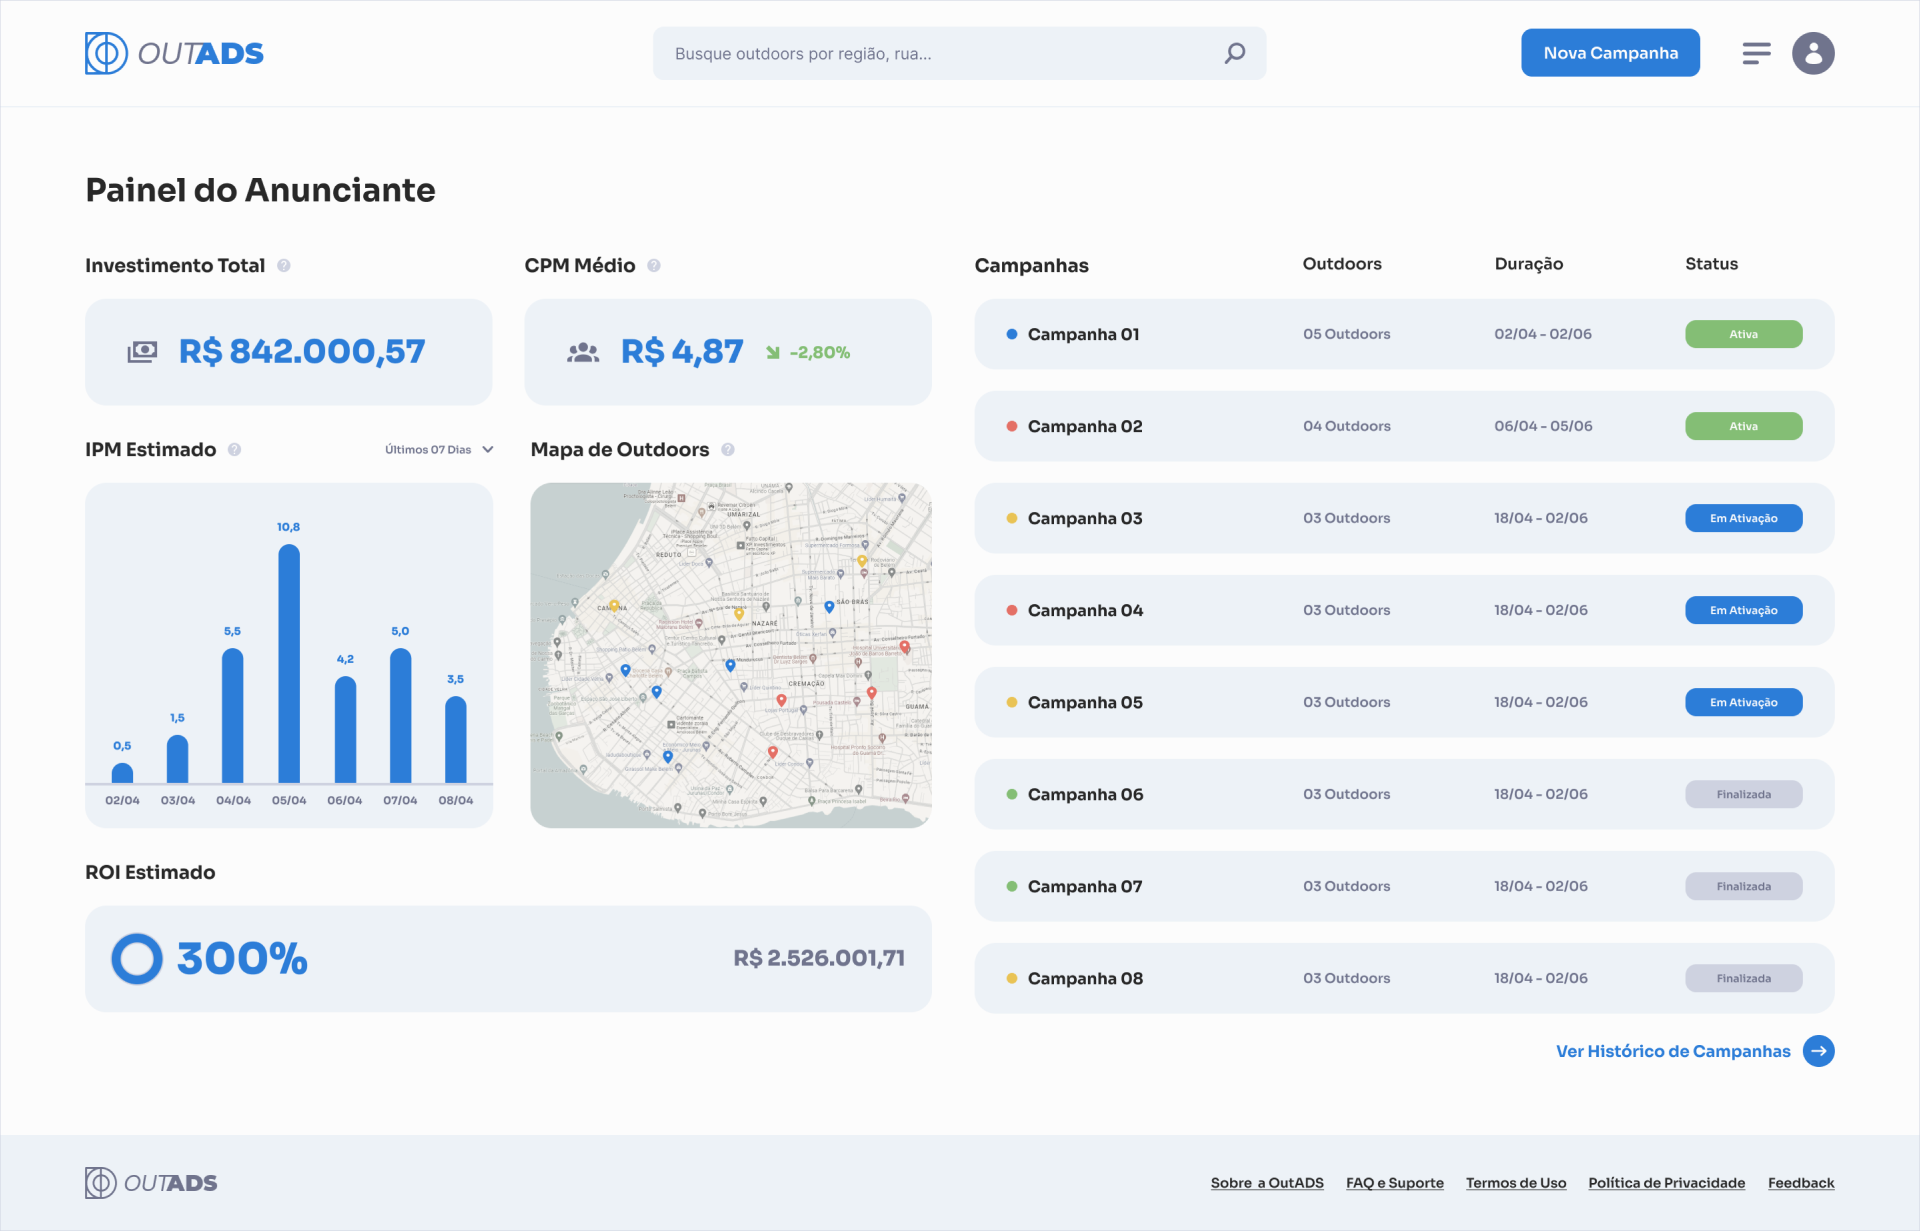 OUTADS
Busque outdoors por região, rua...
Nova Campanha
Painel do Anunciante
Investimento Total
R$ 842.000,57
CPM Médio
R$ 4,87
-2,80%
IPM Estimado
Últimos 07 Dias
10,8
5,5
5,0
4,2
3,5
1,5
0,5
02/04 03/04 04/04 05/04 06/04 07/04 08/04
Mapa de Outdoors
UMARIZAL
REDUTO
SÃO BRAS
NAZARÉ
CREMAÇÃO
GUAMÁ
ROI Estimado
300%
R$ 2.526.001,71
Campanhas Outdoors Duração Status
Campanha 01 05 Outdoors 02/04 - 02/06 Ativa
Campanha 02 04 Outdoors 06/04 - 05/06 Ativa
Campanha 03 03 Outdoors 18/04 - 02/06 Em Ativação
Campanha 04 03 Outdoors 18/04 - 02/06 Em Ativação
Campanha 05 03 Outdoors 18/04 - 02/06 Em Ativação
Campanha 06 03 Outdoors 18/04 - 02/06 Finalizada
Campanha 07 03 Outdoors 18/04 - 02/06 Finalizada
Campanha 08 03 Outdoors 18/04 - 02/06 Finalizada
Ver Histórico de Campanhas
OUTADS
Sobre a OutADS FAQ e Suporte Termos de Uso Política de Privacidade Feedback